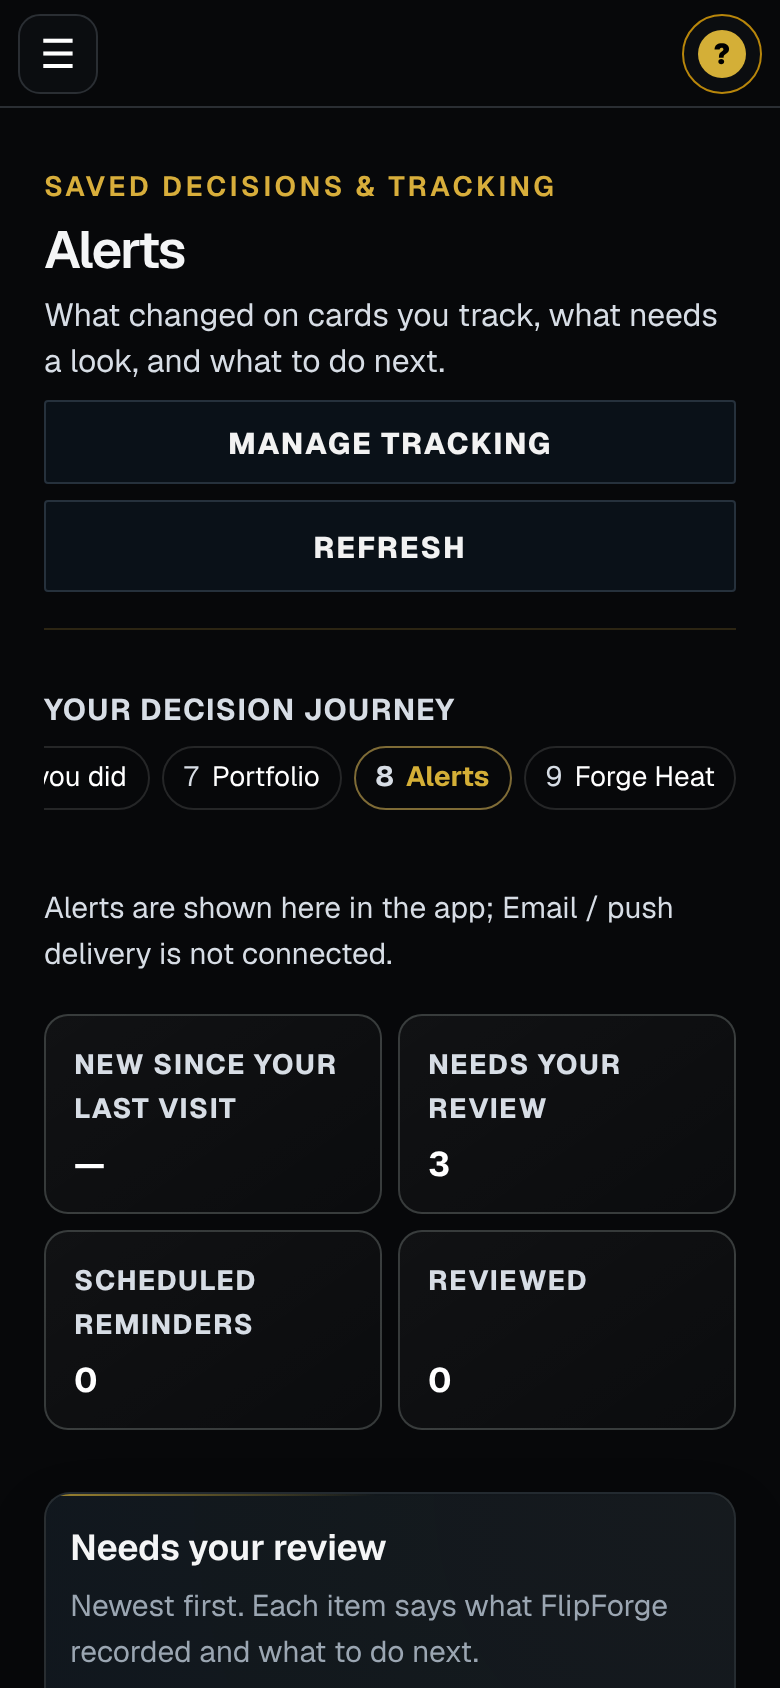 ☰
?
SAVED DECISIONS & TRACKING
Alerts
What changed on cards you track, what needs
a look, and what to do next.
MANAGE TRACKING
REFRESH
YOUR DECISION JOURNEY
you did
7 Portfolio
8 Alerts
9 Forge Heat
Alerts are shown here in the app; Email / push
delivery is not connected.
NEW SINCE YOUR
LAST VISIT
—
NEEDS YOUR
REVIEW
3
SCHEDULED
REMINDERS
0
REVIEWED
0
Needs your review
Newest first. Each item says what FlipForge
recorded and what to do next.